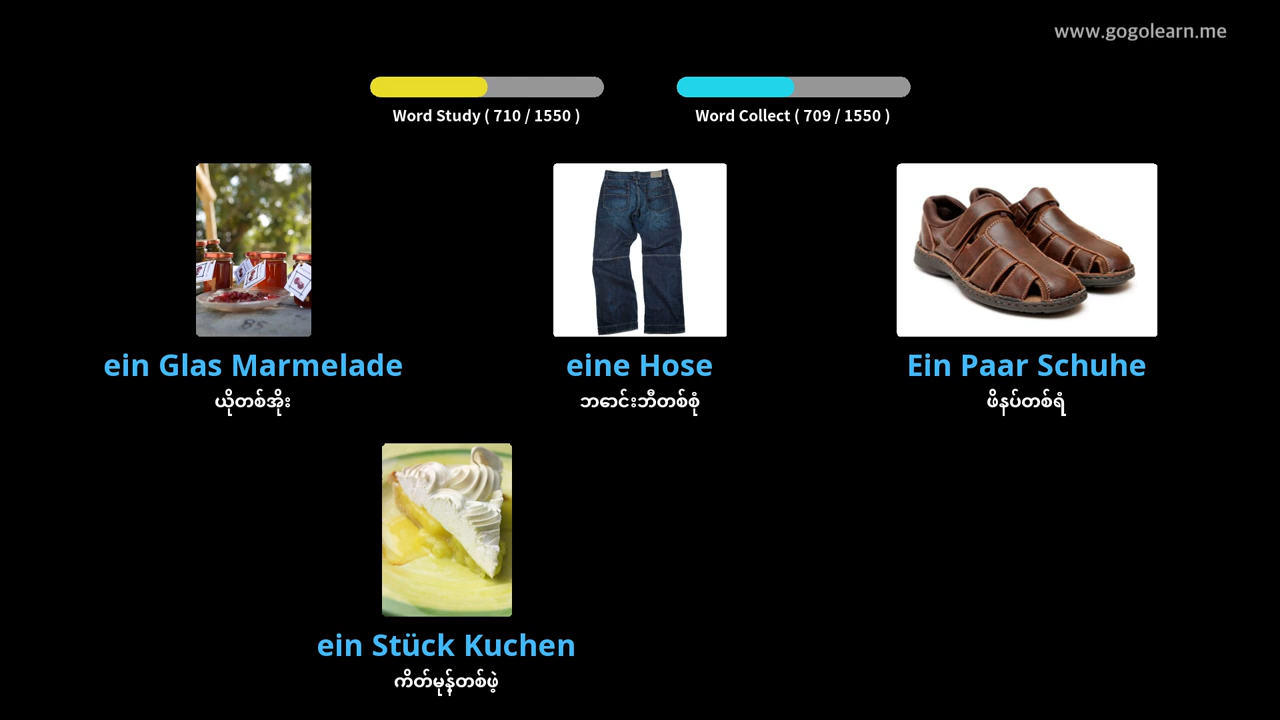 www.gogolearn.me
Word Study ( 710 / 1550 )
Word Collect ( 709 / 1550 )
ein Glas Marmelade
eine Hose
Ein Paar Schuhe
ယိုတစ်အိုး
ဘောင်းဘီတစ်စုံ
ဖိနပ်တစ်ရံ
ein Stück Kuchen
ကိတ်မုန့်တစ်ဖဲ့